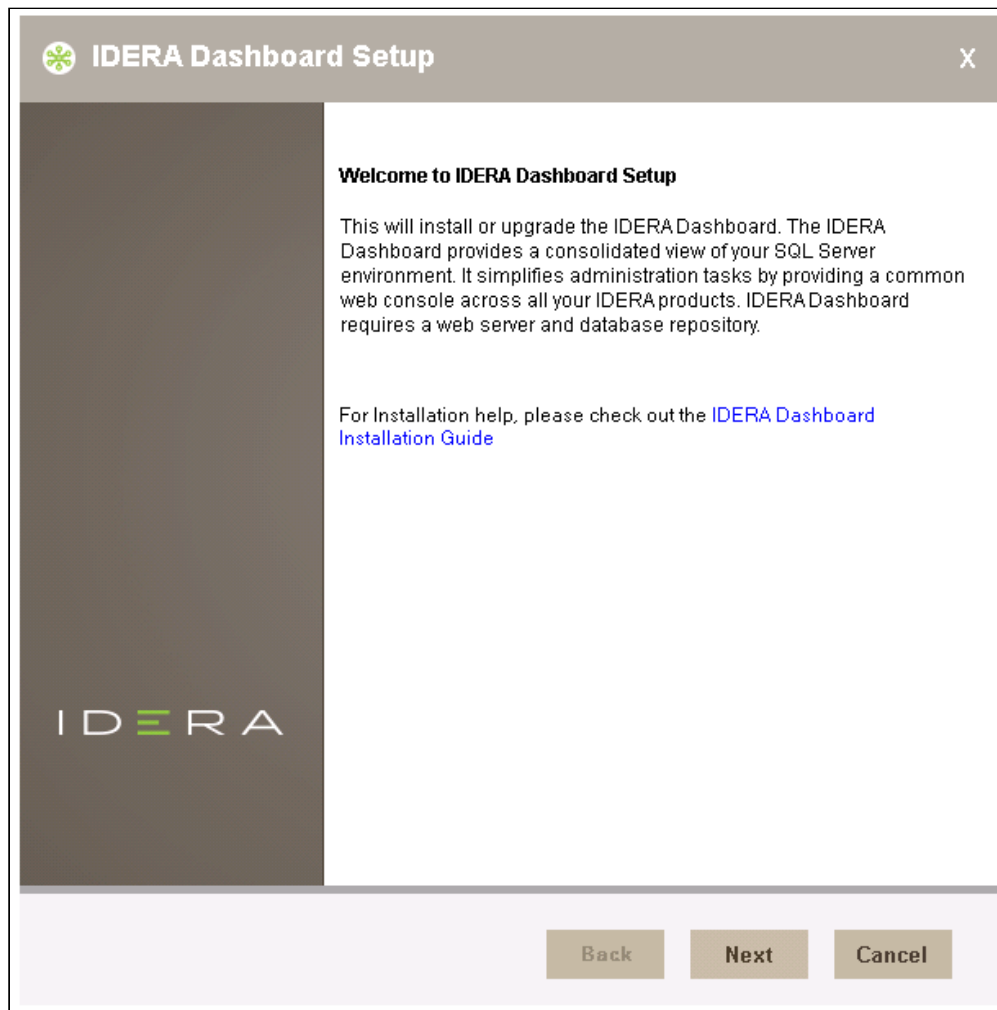 IDERA Dashboard Setup
X
Welcome to IDERA Dashboard Setup
This will install or upgrade the IDERA Dashboard. The IDERA
Dashboard provides a consolidated view of your SQL Server
environment. It simplifies administration tasks by providing a common
web console across all your IDERA products. IDERA Dashboard
requires a web server and database repository.
For Installation help, please check out the IDERA Dashboard
Installation Guide
IDERA
Back
Next
Cancel